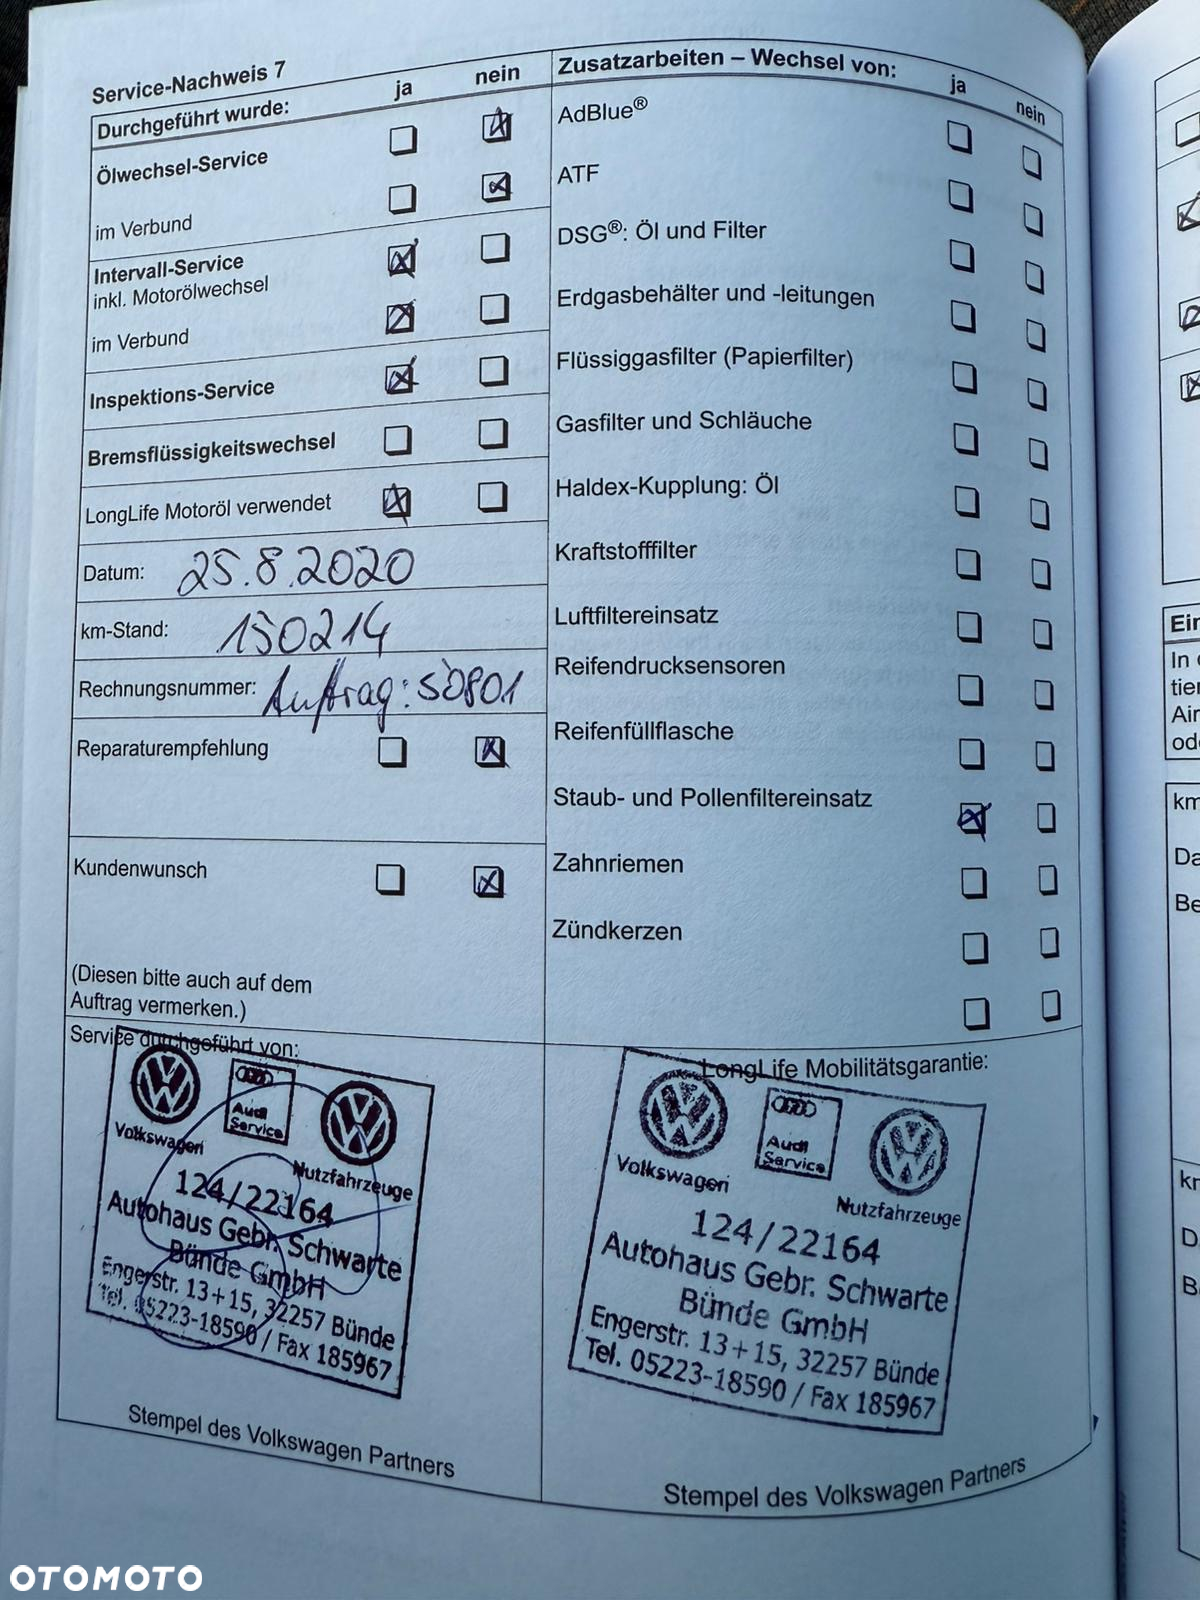 Service-Nachweis 7
Durchgeführt wurde: ja nein
Ölwechsel-Service
im Verbund
Intervall-Service
inkl. Motorölwechsel
im Verbund
Inspektions-Service
Bremsflüssigkeitswechsel
LongLife Motoröl verwendet
Datum: 25.8.2020
km-Stand: 150214
Rechnungsnummer: Auftrag: 50801
Reparaturempfehlung
Kundenwunsch
(Diesen bitte auch auf dem
Auftrag vermerken.)
Service durchgeführt von:
Volkswagen
Audi
Service
Nutzfahrzeuge
124/22164
Autohaus Gebr. Schwarte
Bünde GmbH
Engerstr. 13+15, 32257 Bünde
Tel. 05223-18590 / Fax 185967
Stempel des Volkswagen Partners
Zusatzarbeiten – Wechsel von: ja nein
AdBlue®
ATF
DSG®: Öl und Filter
Erdgasbehälter und -leitungen
Flüssiggasfilter (Papierfilter)
Gasfilter und Schläuche
Haldex-Kupplung: Öl
Kraftstofffilter
Luftfiltereinsatz
Reifendrucksensoren
Reifenfüllflasche
Staub- und Pollenfiltereinsatz
Zahnriemen
Zündkerzen
LongLife Mobilitätsgarantie:
Volkswagen
Audi
Service
Nutzfahrzeuge
124/22164
Autohaus Gebr. Schwarte
Bünde GmbH
Engerstr. 13+15, 32257 Bünde
Tel. 05223-18590 / Fax 185967
Stempel des Volkswagen Partners
OTOMOTO